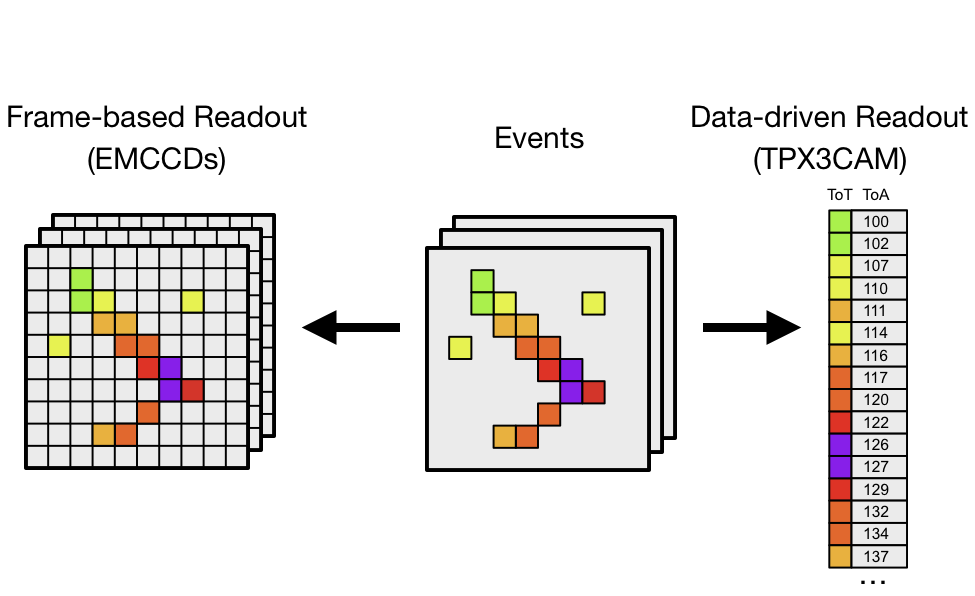 Frame-based Readout
(EMCCDs)
Events
Data-driven Readout
(TPX3CAM)
ToT ToA
100
102
107
110
111
114
116
117
120
122
126
127
129
132
134
137
...